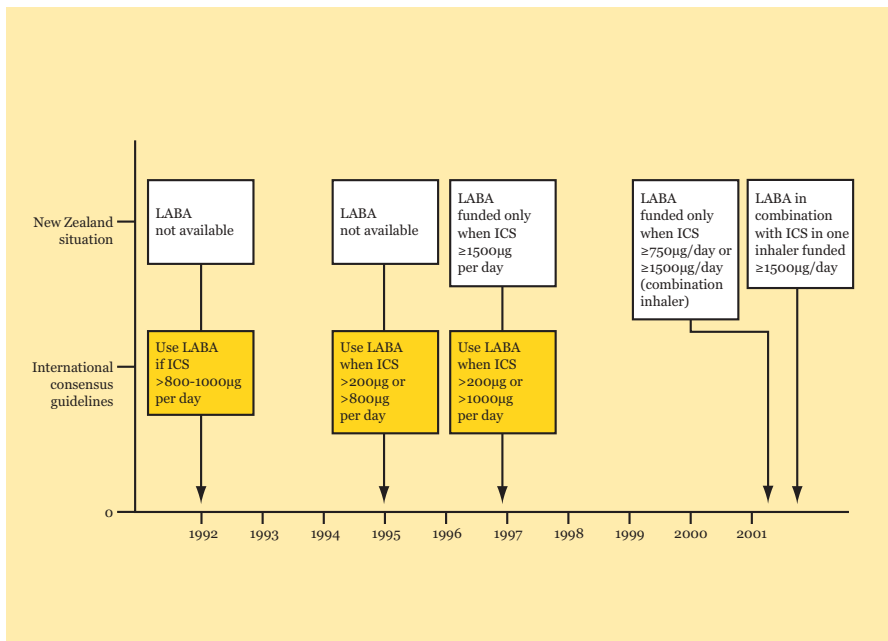 New Zealand
situation
LABA
not available
LABA
not available
LABA
funded only
when ICS
≥1500µg
per day
LABA
funded only
when ICS
≥750µg/day or
≥1500µg/day
(combination
inhaler)
LABA in
combination
with ICS in one
inhaler funded
≥1500µg/day
International
consensus
guidelines
Use LABA
if ICS
>800-1000µg
per day
Use LABA
when ICS
>200µg or
>800µg
per day
Use LABA
when ICS
>200µg or
>1000µg
per day
0
1992 1993 1994 1995 1996 1997 1998 1999 2000 2001